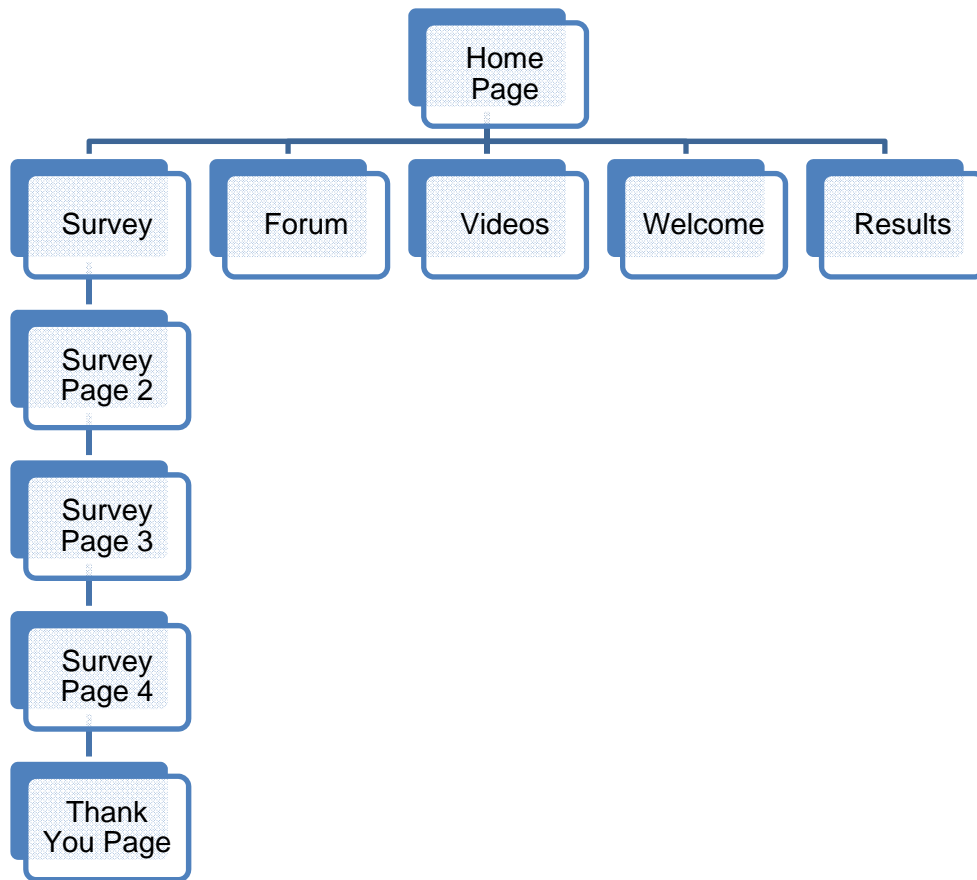 Home
Page
Survey
Forum
Videos
Welcome
Results
Survey
Page 2
Survey
Page 3
Survey
Page 4
Thank
You Page